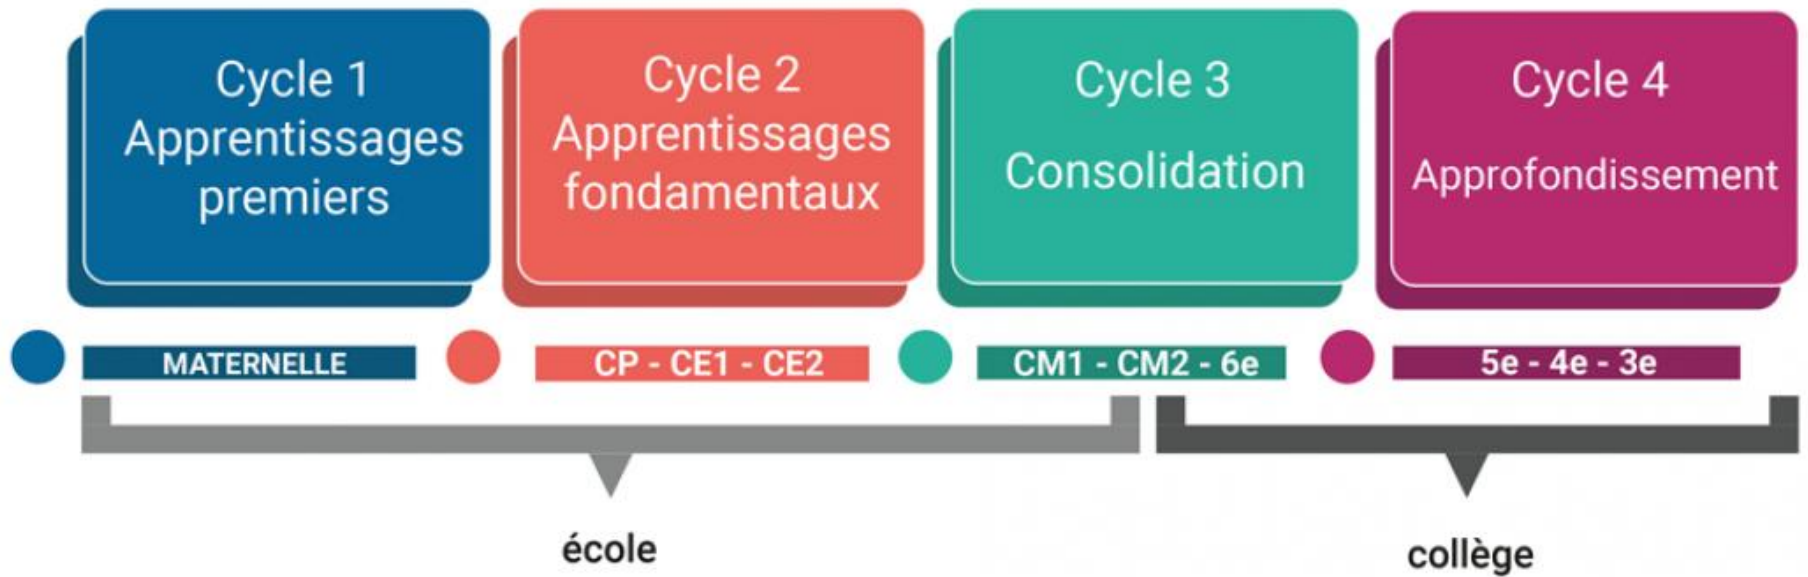 Cycle 1
Apprentissages
premiers
Cycle 2
Apprentissages
fondamentaux
Cycle 3
Consolidation
Cycle 4
Approfondissement
MATERNELLE
CP - CE1 - CE2
CM1 - CM2 - 6e
5e - 4e - 3e
école
collège